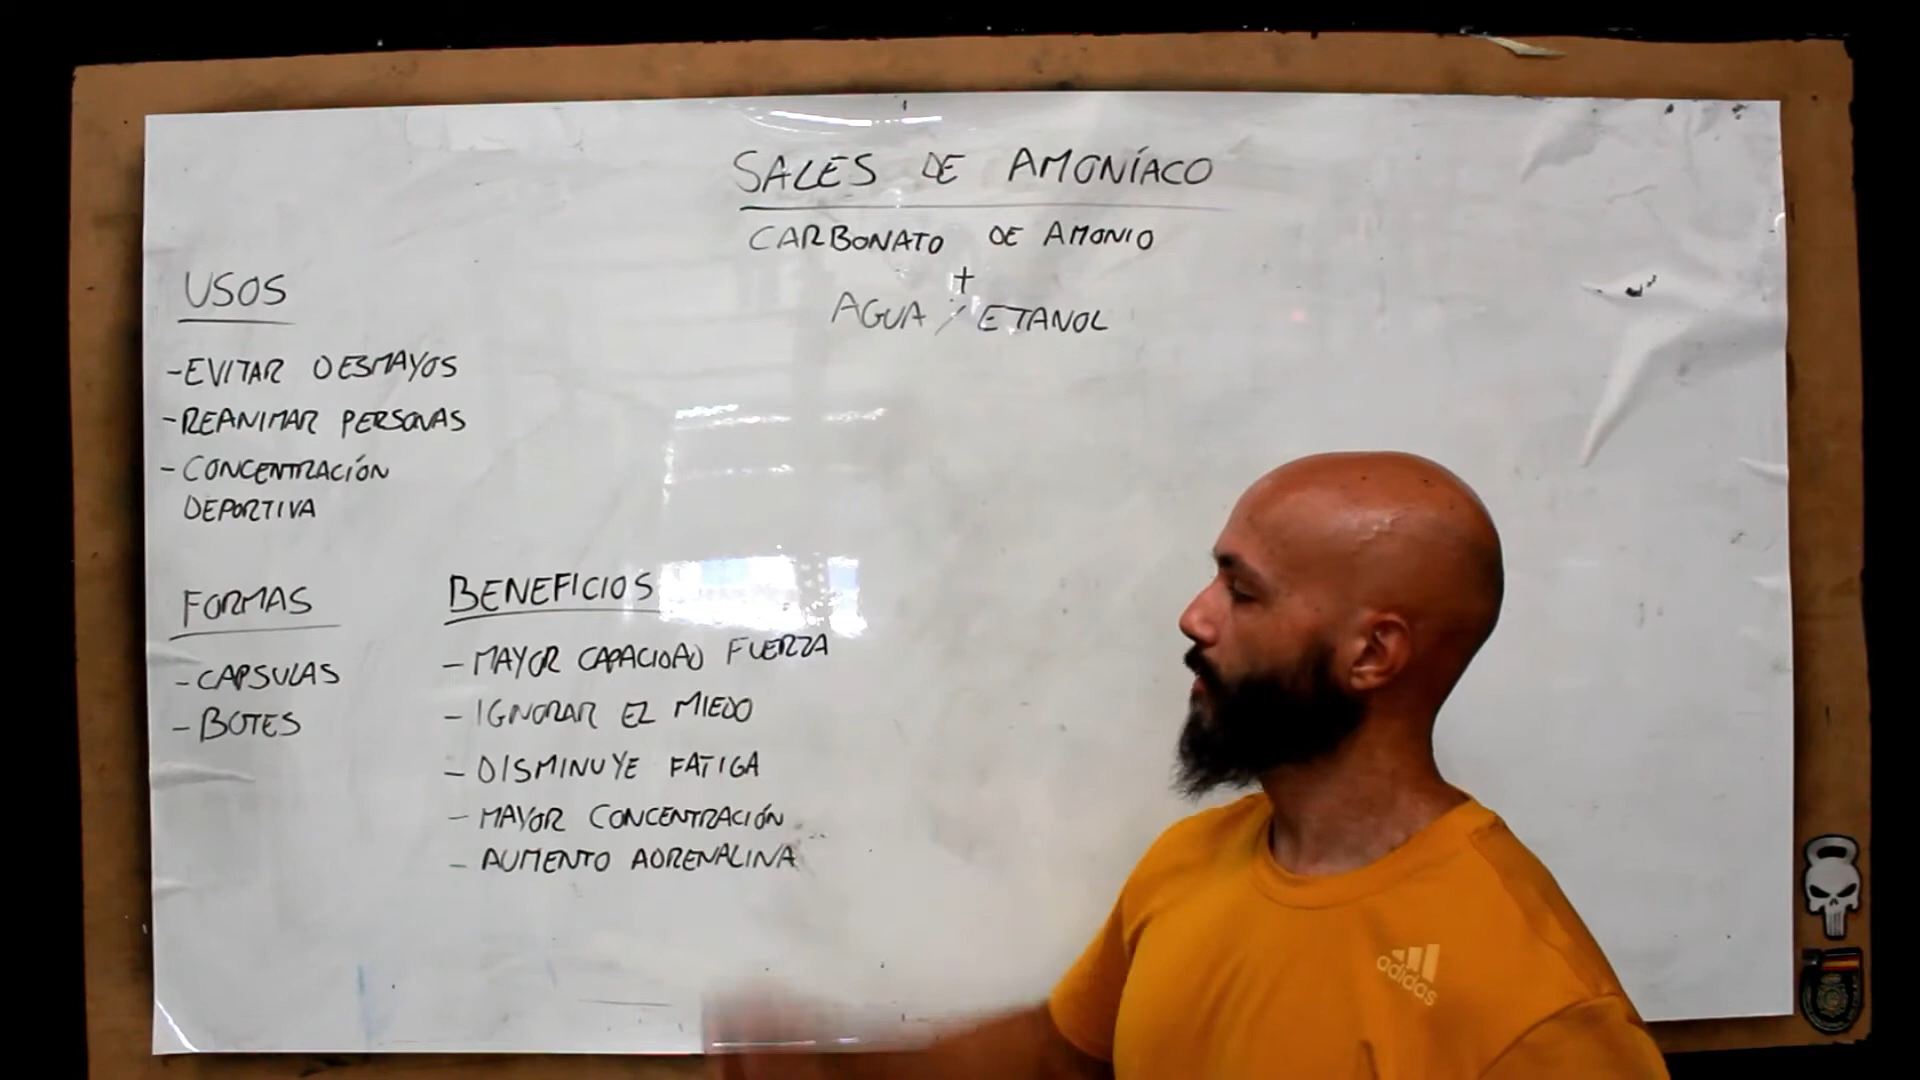 SALES DE AMONÍACO
CARBONATO DE AMONIO
+
AGUA / ETANOL
USOS
- EVITAR DESMAYOS
- REANIMAR PERSONAS
- CONCENTRACIÓN
DEPORTIVA
FORMAS
- CAPSULAS
- BOTES
BENEFICIOS
- MAYOR CAPACIDAD FUERZA
- IGNORAR EL MIEDO
- DISMINUYE FATIGA
- MAYOR CONCENTRACIÓN
- AUMENTO ADRENALINA
adidas